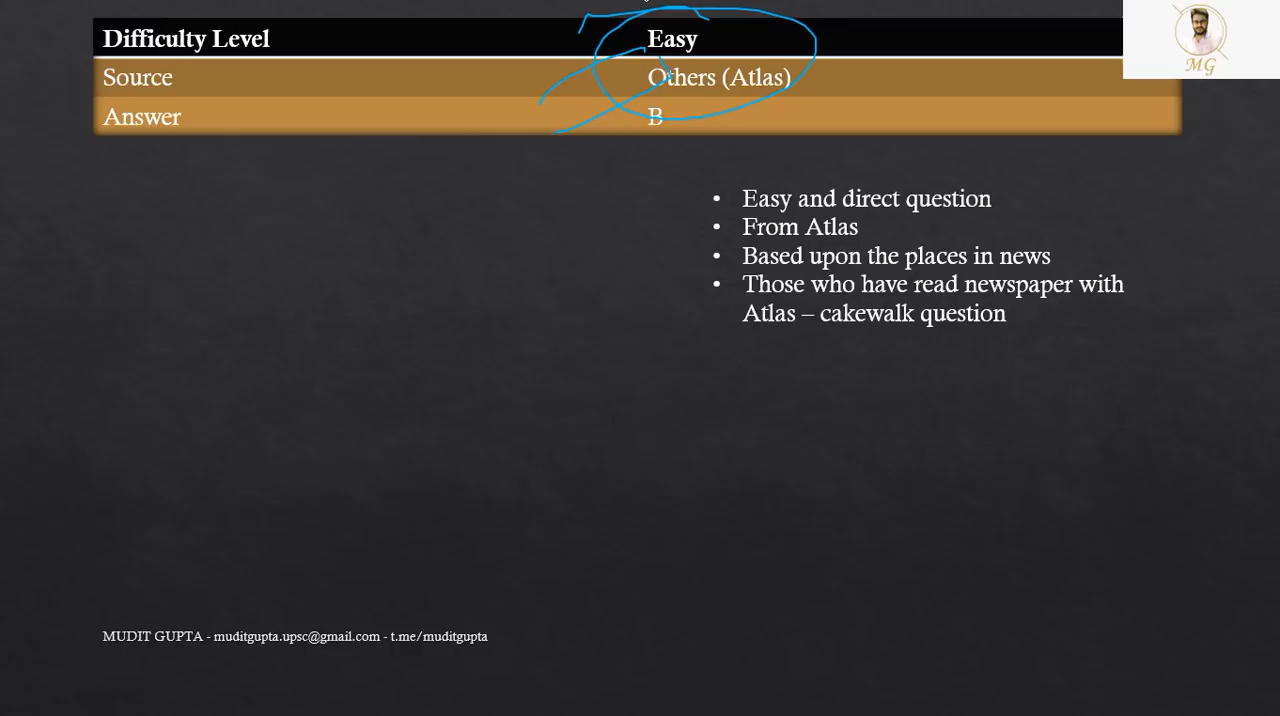 Difficulty Level Easy
Source Others (Atlas)
Answer B
MG
• Easy and direct question
• From Atlas
• Based upon the places in news
• Those who have read newspaper with
Atlas – cakewalk question
MUDIT GUPTA - muditgupta.upsc@gmail.com - t.me/muditgupta